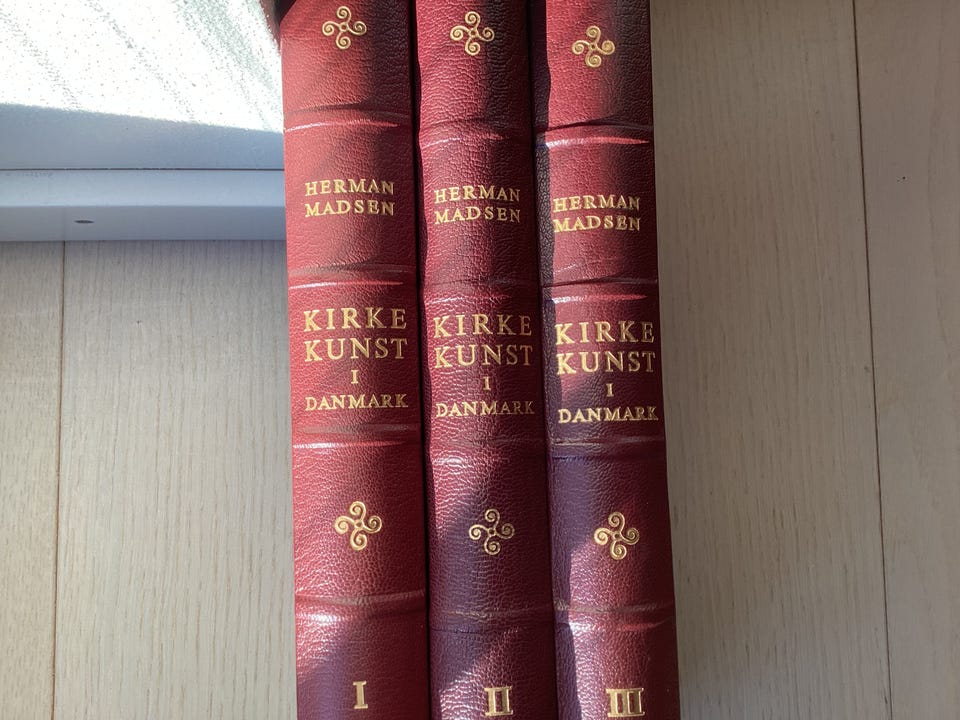 HERMAN
MADSEN
KIRKE
KUNST
I
DANMARK
I
HERMAN
MADSEN
KIRKE
KUNST
I
DANMARK
II
HERMAN
MADSEN
KIRKE
KUNST
I
DANMARK
III